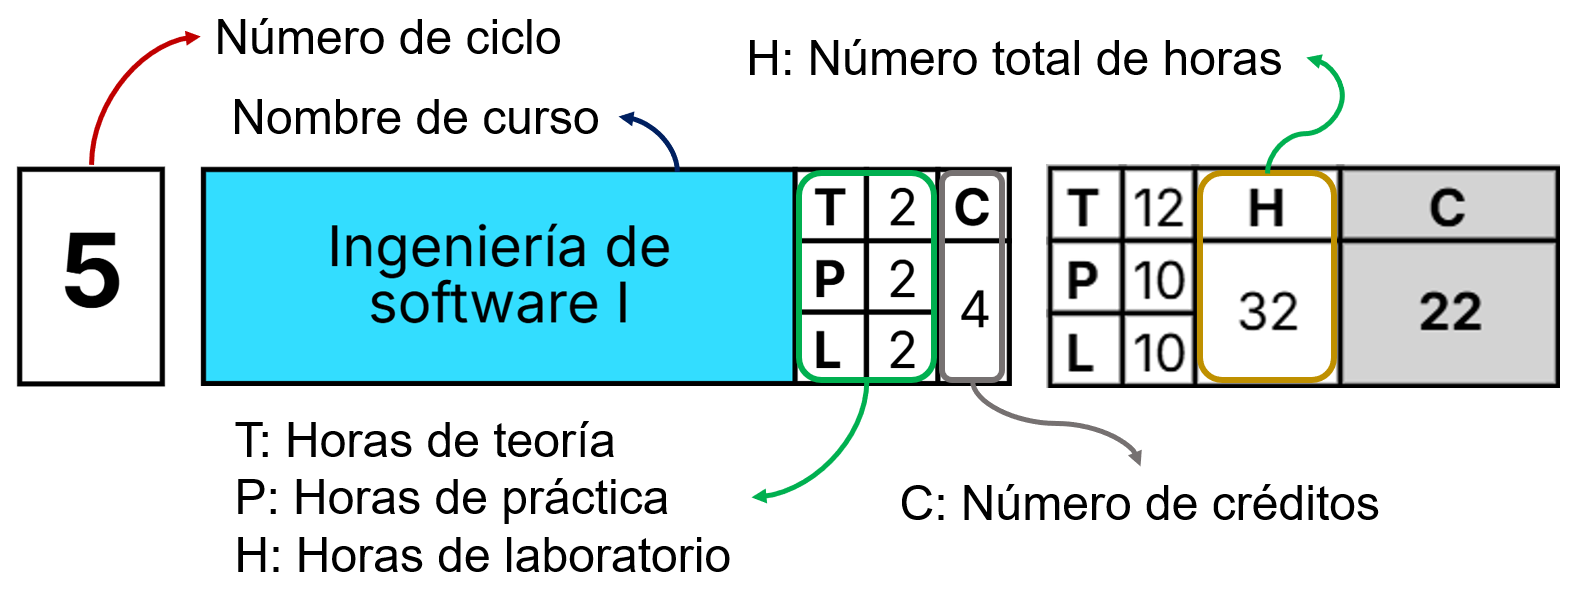 Número de ciclo
H: Número total de horas
Nombre de curso
5
Ingeniería de
software I
T 2 C
P 2
4
L 2
T 12 H C
P 10
32 22
L 10
T: Horas de teoría
P: Horas de práctica
H: Horas de laboratorio
C: Número de créditos